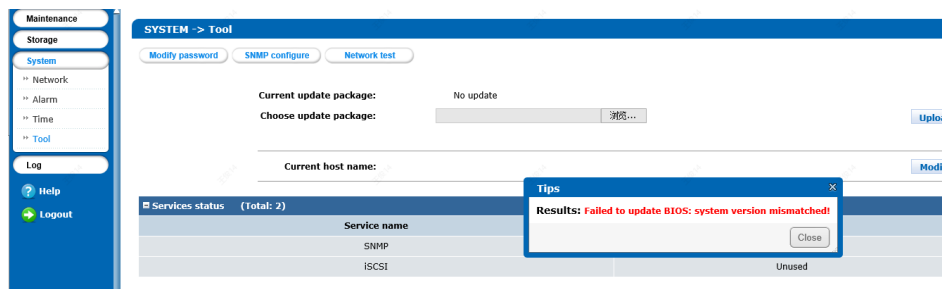 Maintenance
Storage
System
›› Network
›› Alarm
›› Time
›› Tool
Log
? Help
Logout
SYSTEM -> Tool
Modify password
SNMP configure
Network test
Current update package: No update
Choose update package: 浏览...
Uploa
Current host name:
Modi
Services status (Total: 2)
Service name
SNMP
iSCSI Unused
Tips ×
Results: Failed to update BIOS: system version mismatched!
Close